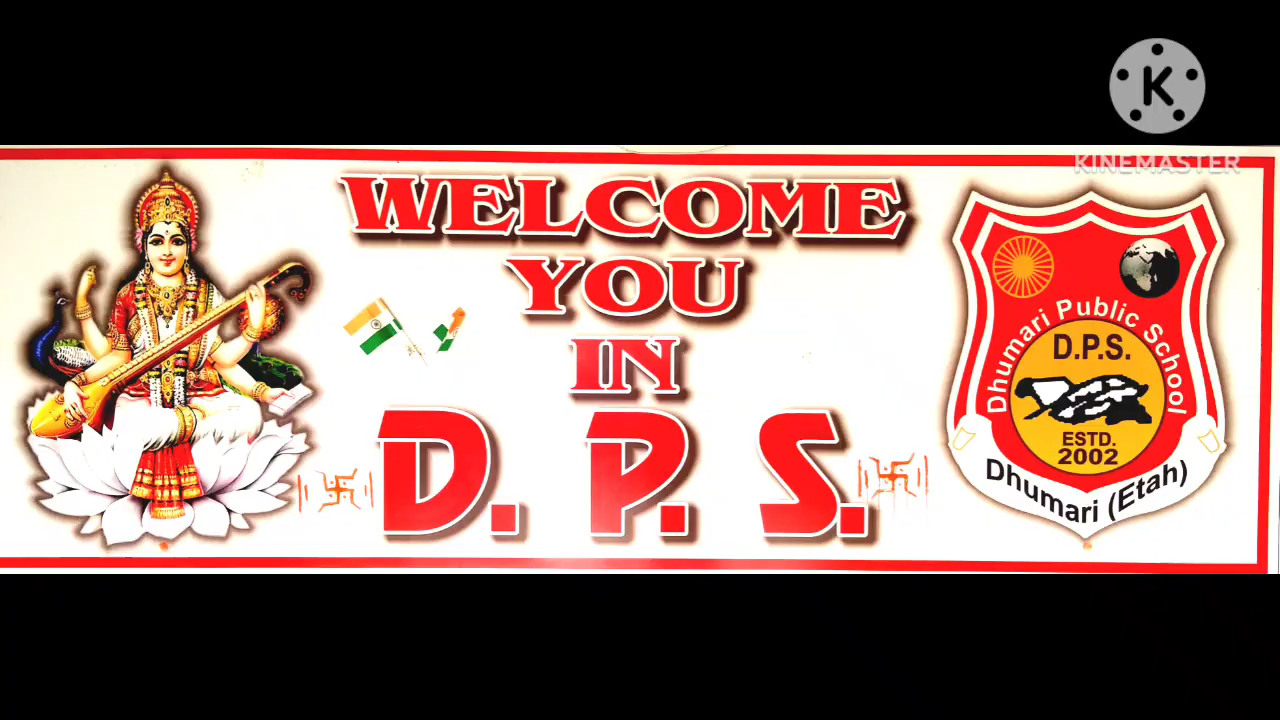 K
KINEMASTER
WELCOME
YOU
IN
D. P. S.
Dhumari Public School
D.P.S.
ESTD.
2002
Dhumari (Etah)